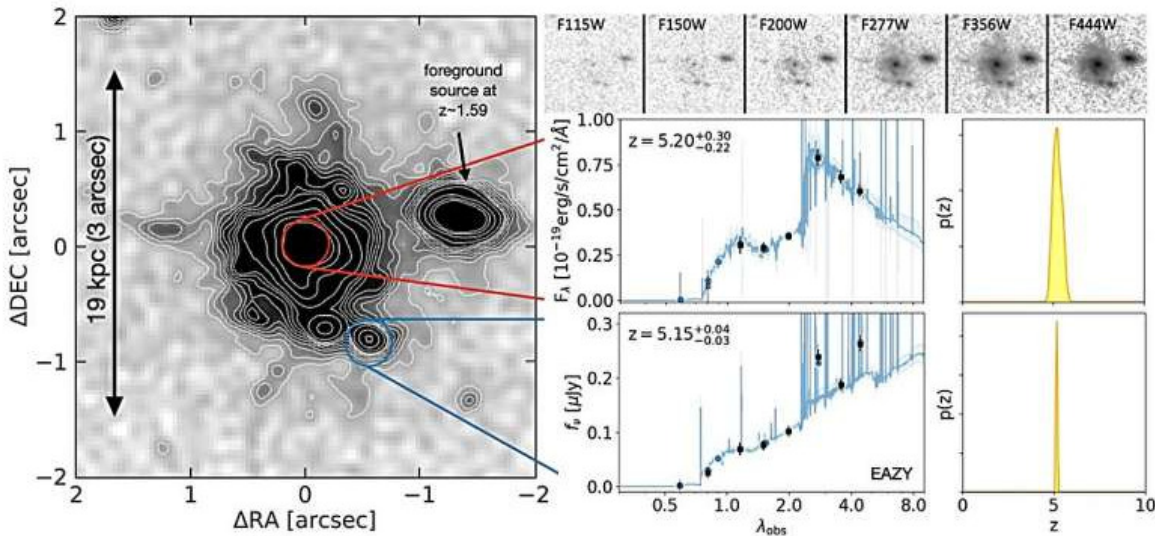 F115W F150W F200W F277W F356W F444W
foreground
source at
z~1.59
19 kpc (3 arcsec)
ΔDEC [arcsec]
2
1
0
−1
−2
2 1 0 −1 −2
ΔRA [arcsec]
F_λ [10⁻¹⁹erg/s/cm²/Å]
1.00
0.75
0.50
0.25
0.00
z = 5.20^{+0.30}_{−0.22}
p(z)
f_ν [μJy]
0.3
0.2
0.1
0.0
z = 5.15^{+0.04}_{−0.03}
EAZY
0.5 1.0 2.0 4.0 8.0
λ_obs
p(z)
0 5 10
z